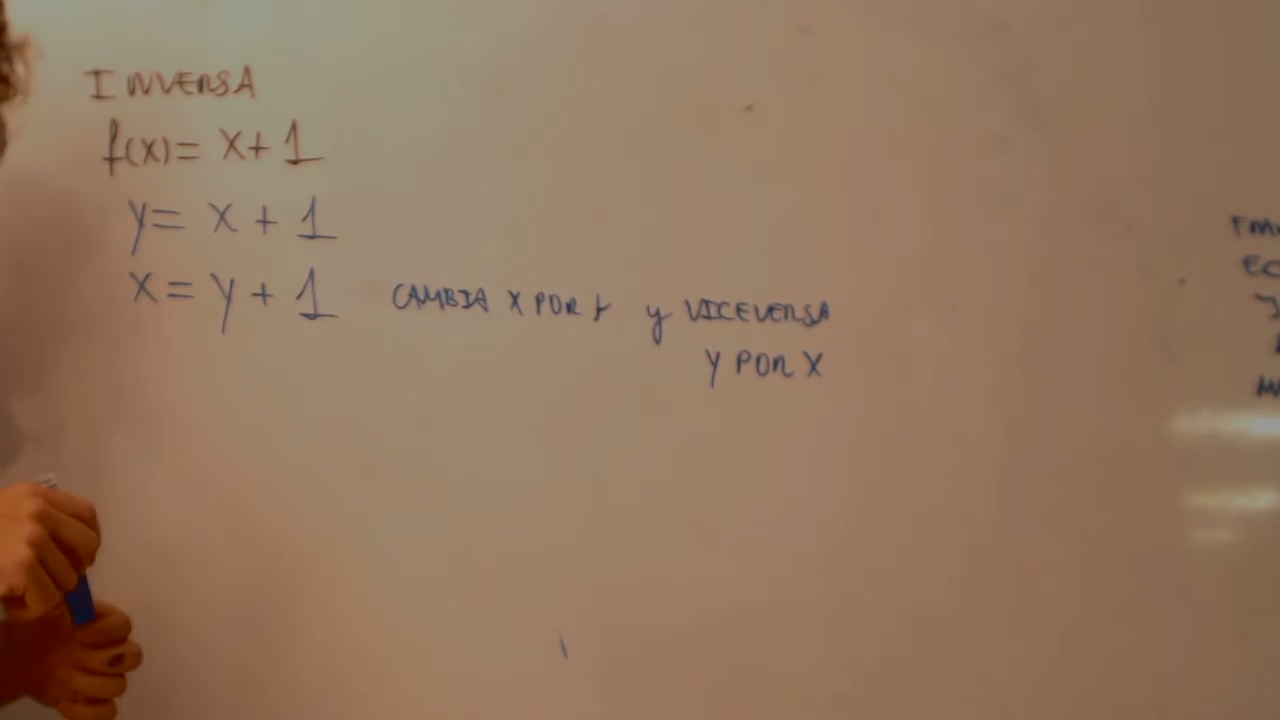 INVERSA
f(x)= x+1
y= x + 1
x= y + 1 CAMBIA X POR Y y VICEVERSA
Y POR X